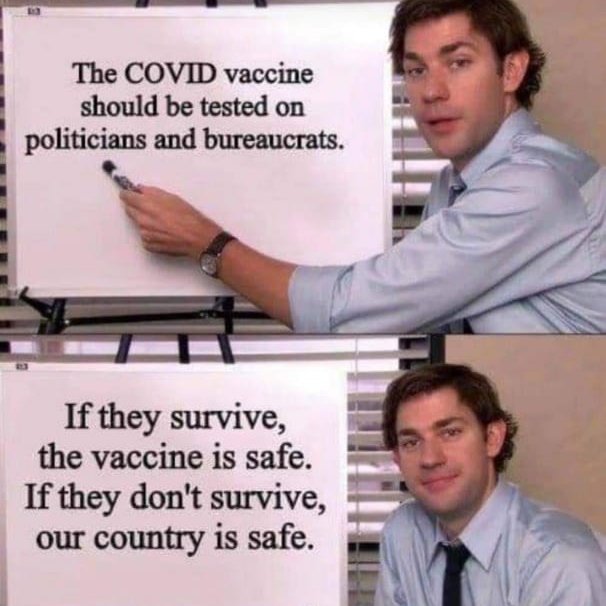 The COVID vaccine
should be tested on
politicians and bureaucrats.
If they survive,
the vaccine is safe.
If they don't survive,
our country is safe.